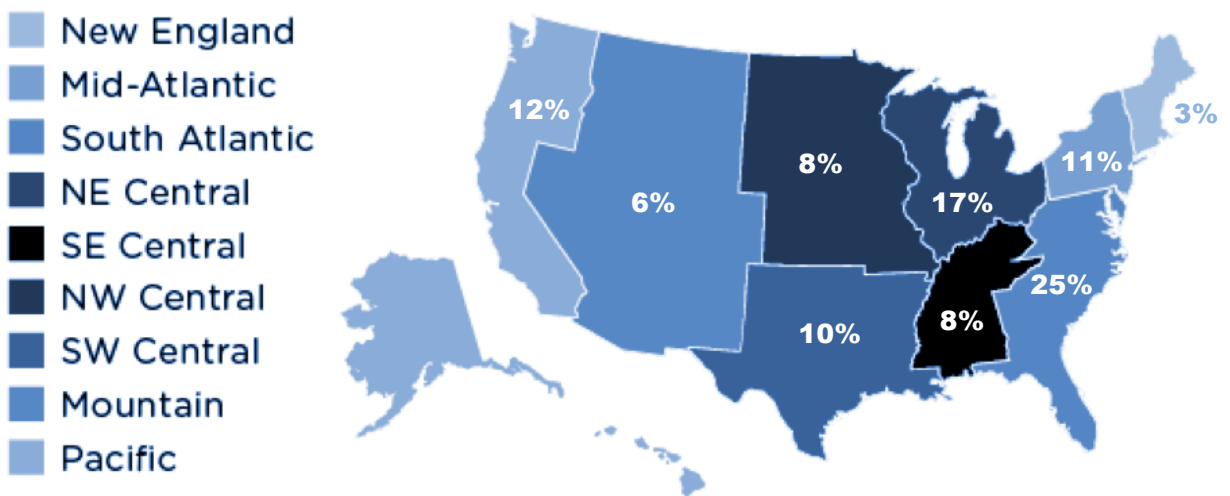 New England
Mid-Atlantic
South Atlantic
NE Central
SE Central
NW Central
SW Central
Mountain
Pacific
12%
6%
8%
17%
11%
3%
25%
8%
10%